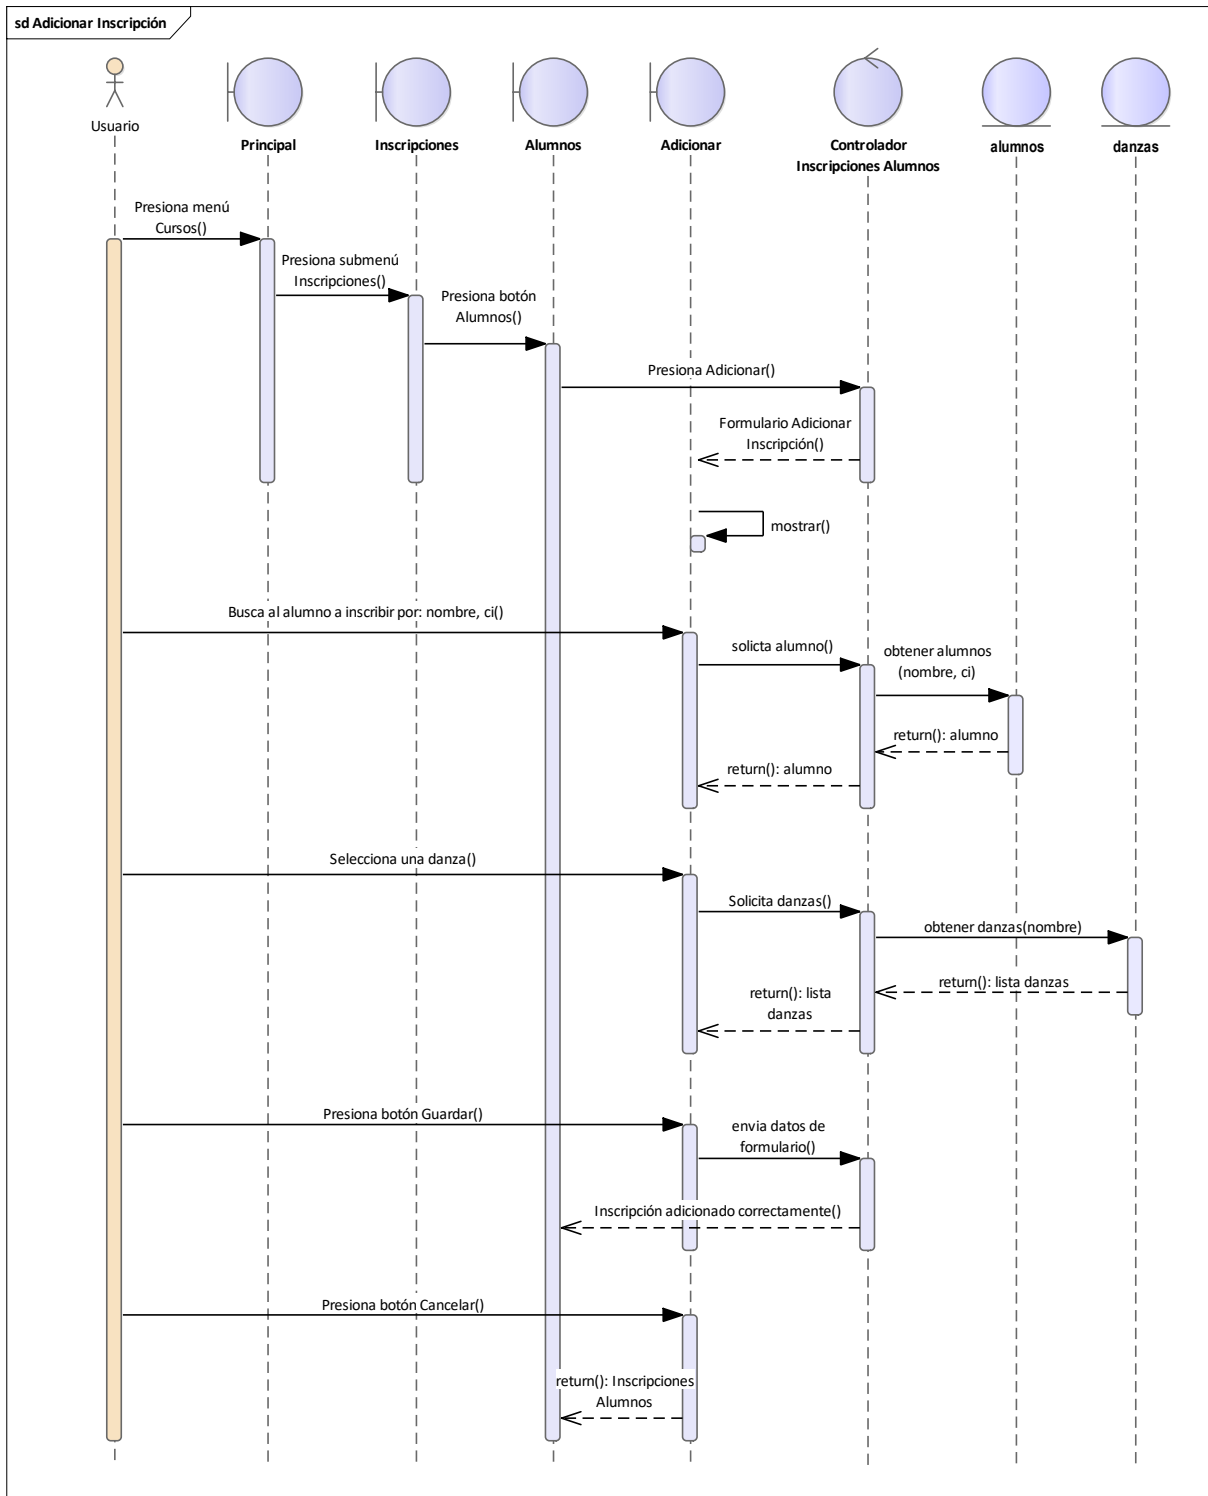 sd Adicionar Inscripción
Usuario
Principal
Inscripciones
Alumnos
Adicionar
Controlador
Inscripciones Alumnos
alumnos
danzas
Presiona menú
Cursos()
Presiona submenú
Inscripciones()
Presiona botón
Alumnos()
Presiona Adicionar()
Formulario Adicionar
Inscripción()
mostrar()
Busca al alumno a inscribir por: nombre, ci()
solicta alumno()
obtener alumnos
(nombre, ci)
return(): alumno
return(): alumno
Selecciona una danza()
Solicita danzas()
obtener danzas(nombre)
return(): lista danzas
return(): lista
danzas
Presiona botón Guardar()
envia datos de
formulario()
Inscripción adicionado correctamente()
Presiona botón Cancelar()
return(): Inscripciones
Alumnos